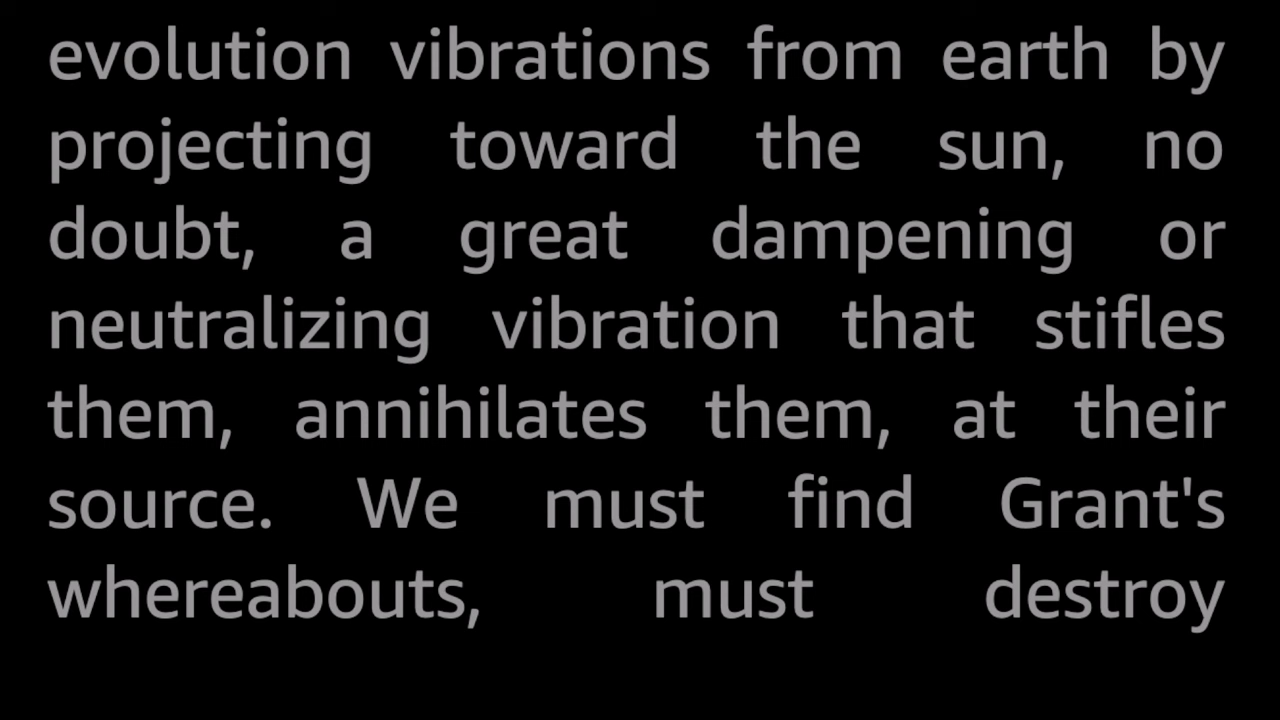 evolution vibrations from earth by
projecting toward the sun, no
doubt, a great dampening or
neutralizing vibration that stifles
them, annihilates them, at their
source. We must find Grant's
whereabouts, must destroy